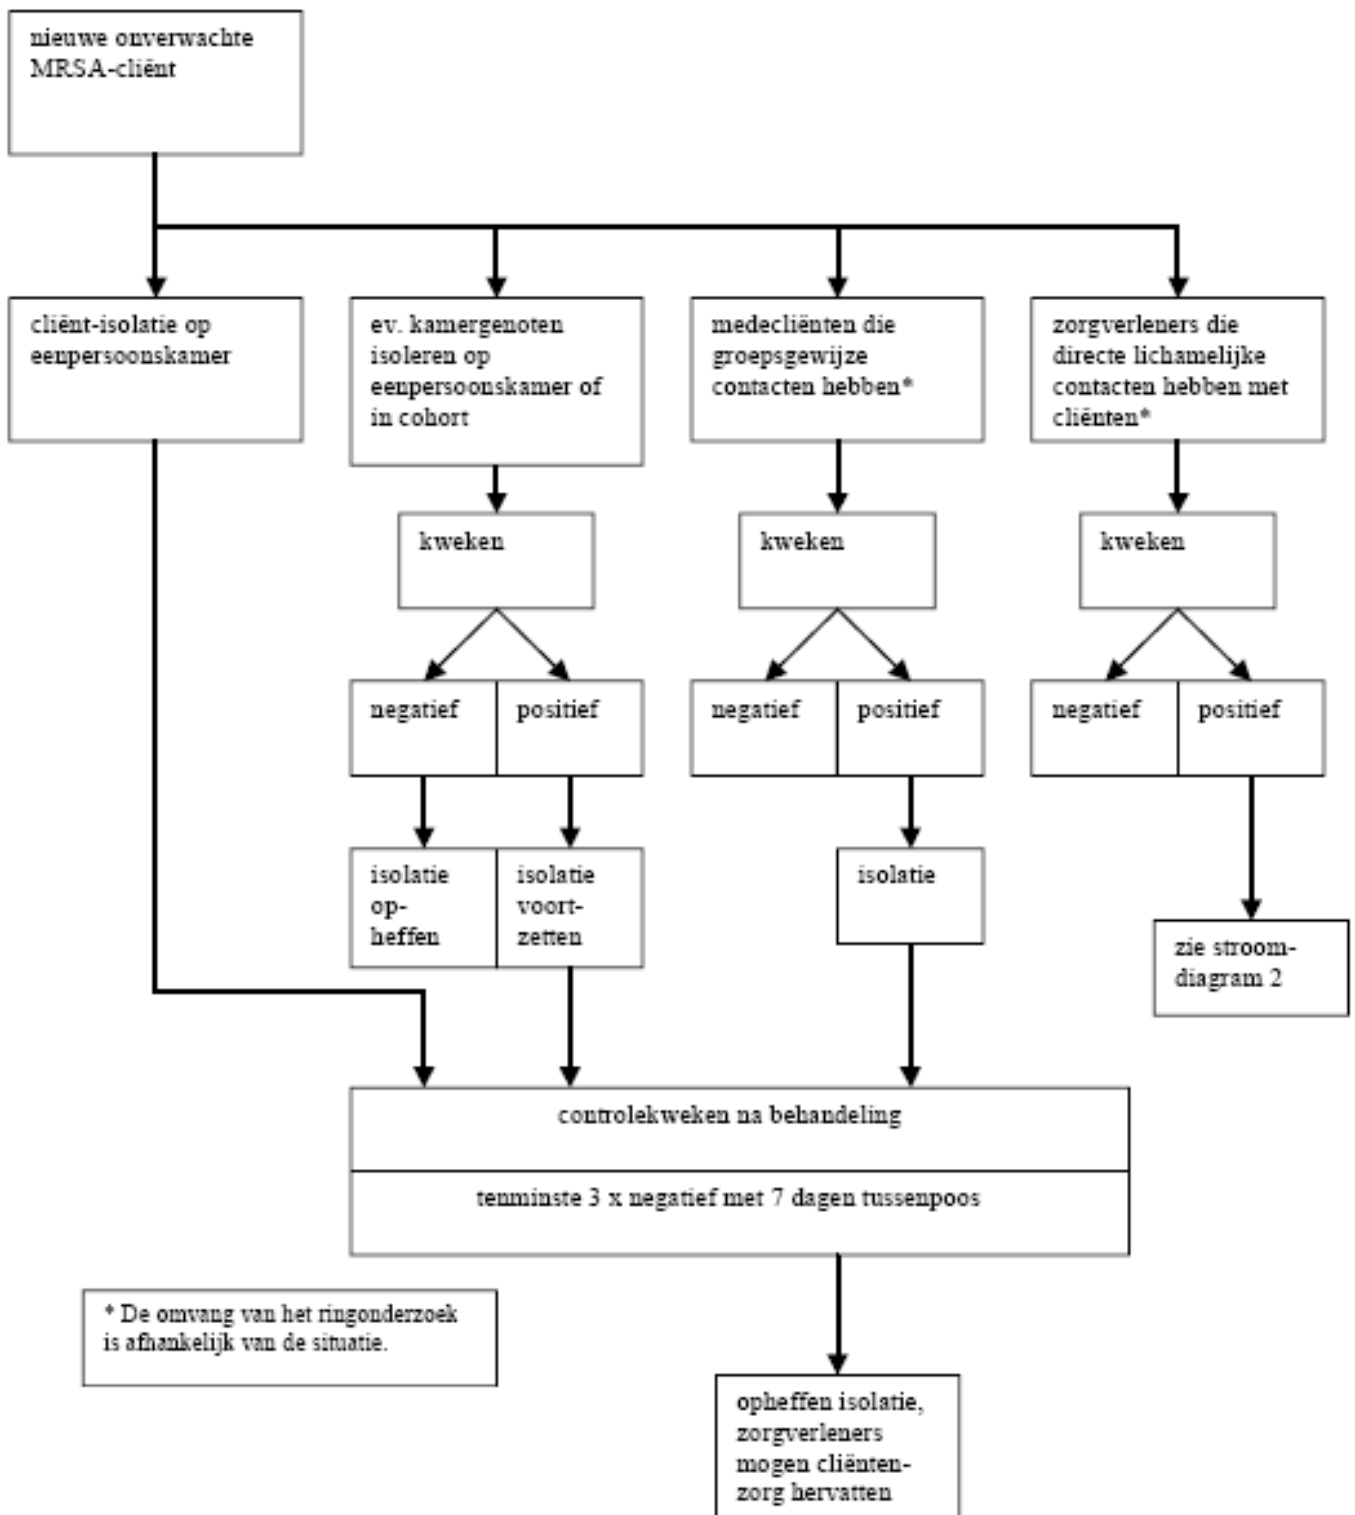 nieuwe onverwachte
MRSA-cliënt
cliënt-isolatie op
eenpersoonskamer
ev. kamergenoten
isoleren op
eenpersoonskamer of
in cohort
medecliënten die
groepsgewijze
contacten hebben*
zorgverleners die
directe lichamelijke
contacten hebben met
cliënten*
kweken
kweken
kweken
negatief
positief
negatief
positief
negatief
positief
isolatie
op-
heffen
isolatie
voort-
zetten
isolatie
zie stroom-
diagram 2
controlekweken na behandeling
tenminste 3 x negatief met 7 dagen tussenpoos
* De omvang van het ringonderzoek
is afhankelijk van de situatie.
opheffen isolatie,
zorgverleners
mogen cliënten-
zorg hervatten